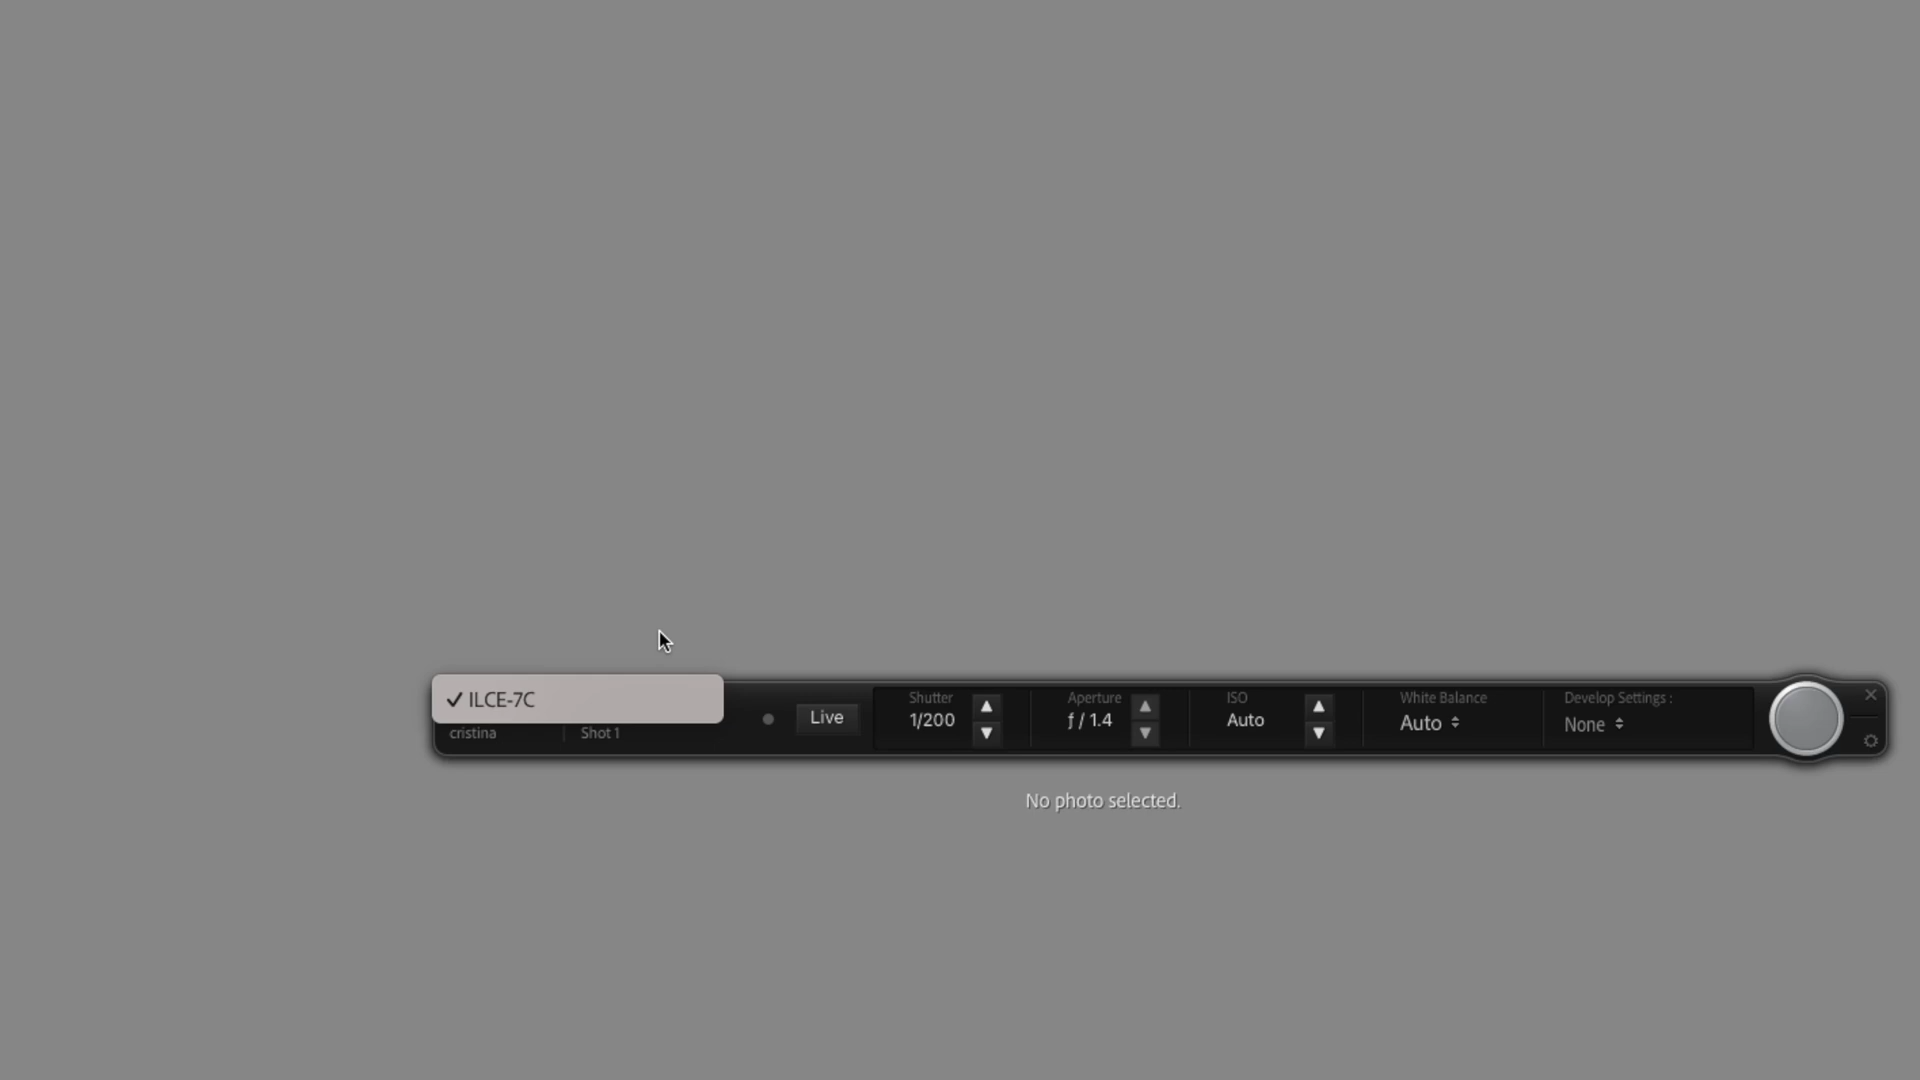 ✓ ILCE-7C
cristina
Shot 1
Live
Shutter
1/200
Aperture
ƒ / 1.4
ISO
Auto
White Balance
Auto
Develop Settings :
None
No photo selected.